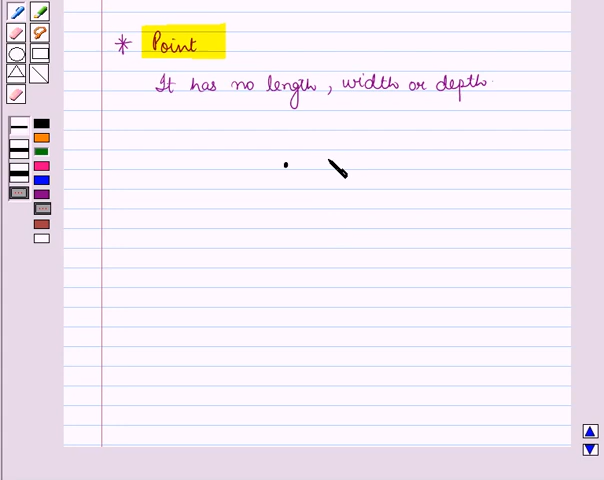 * Point
It has no length, width or depth.